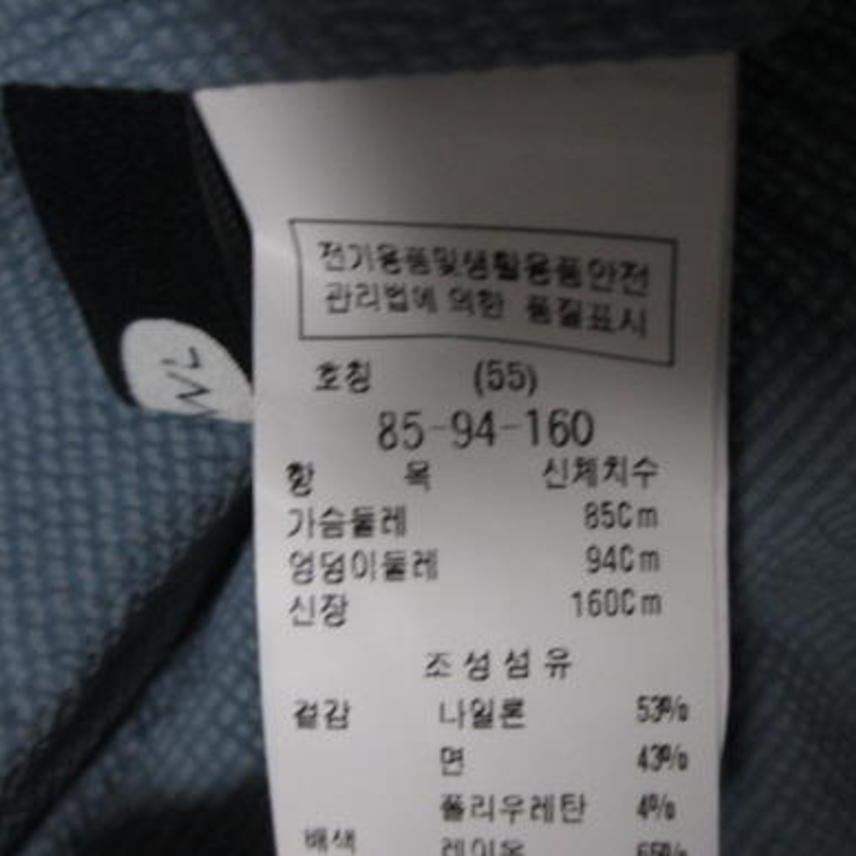 전기용품및생활용품안전
관리법에 의한 품질표시
호칭 (55)
85-94-160
항 목 신체치수
가슴둘레 85Cm
엉덩이둘레 94Cm
신장 160Cm
조성섬유
겉감 나일론 53%
면 43%
폴리우레탄 4%
배색 레이온